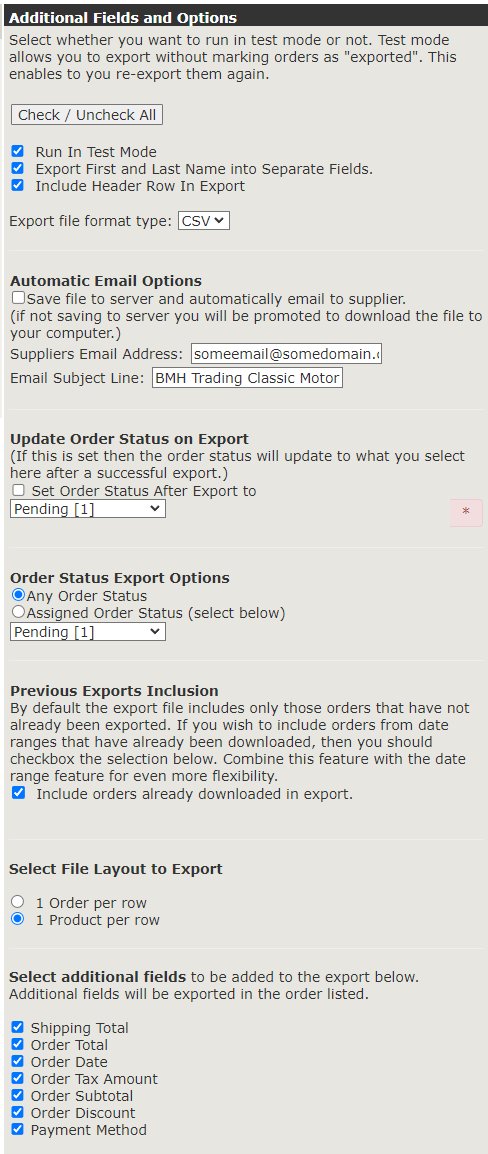 Additional Fields and Options
Select whether you want to run in test mode or not. Test mode
allows you to export without marking orders as "exported". This
enables to you re-export them again.
Check / Uncheck All
Run In Test Mode
Export First and Last Name into Separate Fields.
Include Header Row In Export
Export file format type: CSV
Automatic Email Options
Save file to server and automatically email to supplier.
(if not saving to server you will be promoted to download the file to
your computer.)
Suppliers Email Address: someemail@somedomain.
Email Subject Line: BMH Trading Classic Motor
Update Order Status on Export
(If this is set then the order status will update to what you select
here after a successful export.)
Set Order Status After Export to
Pending [1]
*
Order Status Export Options
Any Order Status
Assigned Order Status (select below)
Pending [1]
Previous Exports Inclusion
By default the export file includes only those orders that have not
already been exported. If you wish to include orders from date
ranges that have already been downloaded, then you should
checkbox the selection below. Combine this feature with the date
range feature for even more flexibility.
Include orders already downloaded in export.
Select File Layout to Export
1 Order per row
1 Product per row
Select additional fields to be added to the export below.
Additional fields will be exported in the order listed.
Shipping Total
Order Total
Order Date
Order Tax Amount
Order Subtotal
Order Discount
Payment Method